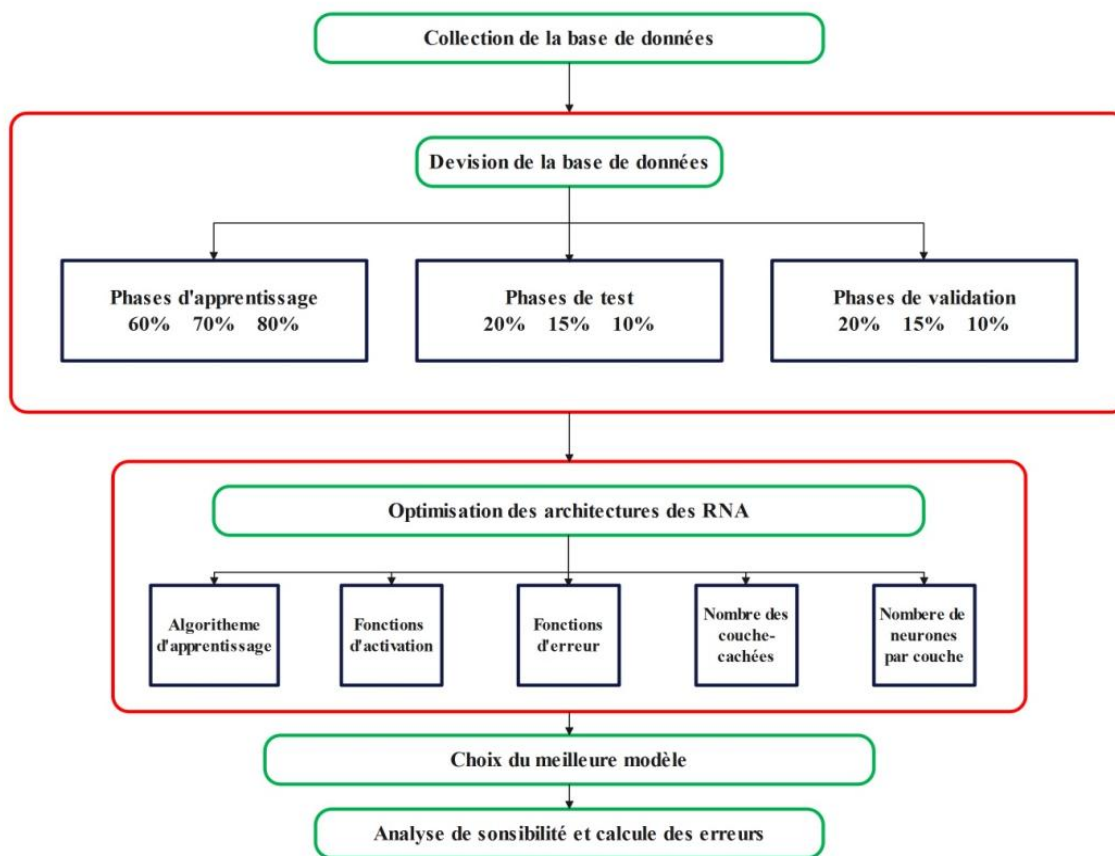 Collection de la base de données
Devision de la base de données
Phases d'apprentissage
60% 70% 80%
Phases de test
20% 15% 10%
Phases de validation
20% 15% 10%
Optimisation des architectures des RNA
Algoritheme
d'apprentissage
Fonctions
d'activation
Fonctions
d'erreur
Nombre des
couche-
cachées
Nombere de
neurones
par couche
Choix du meilleure modèle
Analyse de sonsibilité et calcule des erreurs